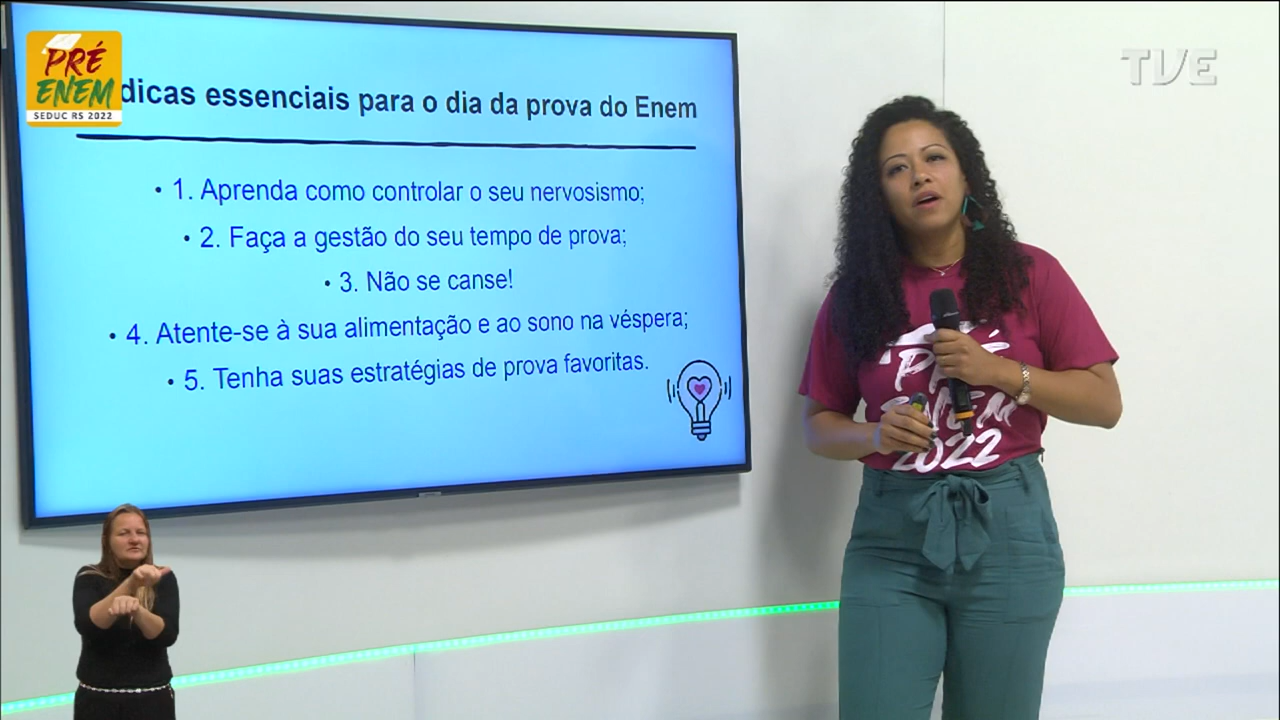 PRÉ
ENEM
SEDUC RS 2022
TVE
dicas essenciais para o dia da prova do Enem
• 1. Aprenda como controlar o seu nervosismo;
• 2. Faça a gestão do seu tempo de prova;
• 3. Não se canse!
• 4. Atente-se à sua alimentação e ao sono na véspera;
• 5. Tenha suas estratégias de prova favoritas.
PRÉ
ENEM
2022